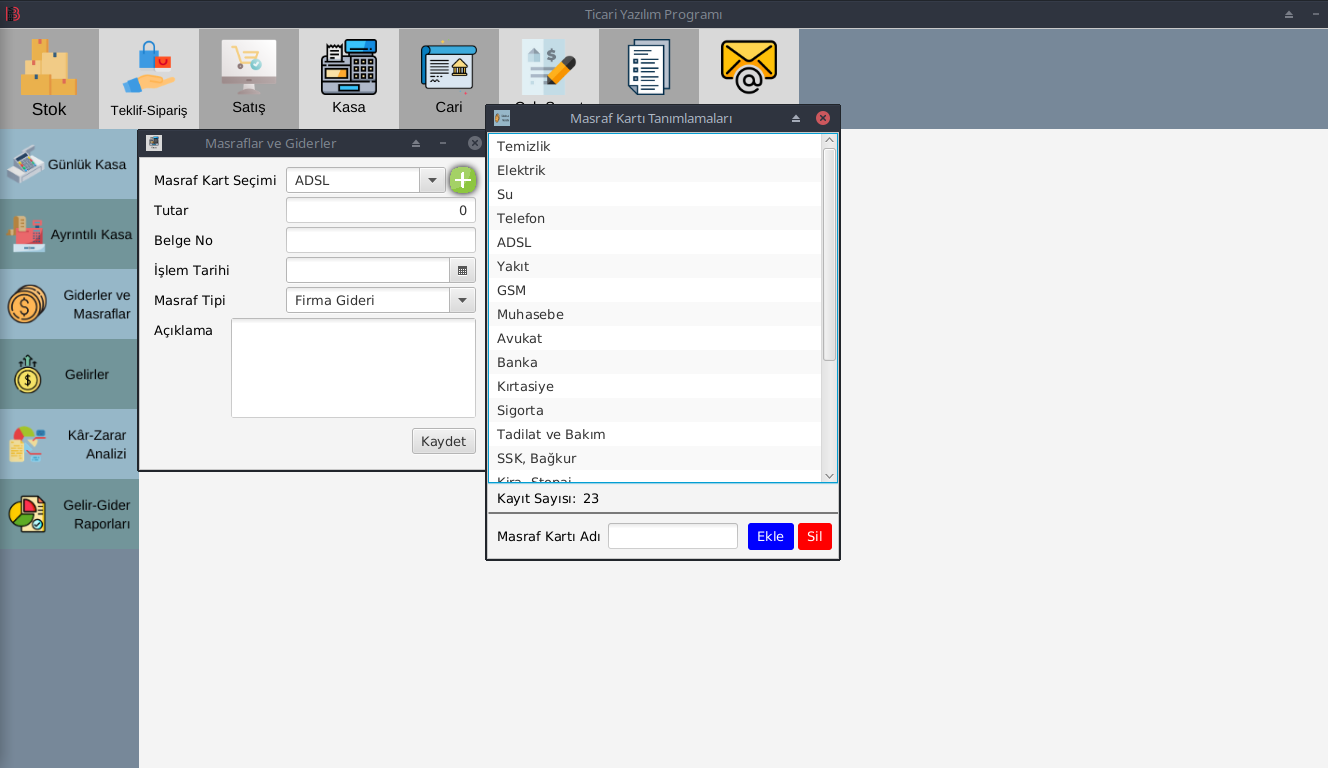 Ticari Yazılım Programı
Stok
Teklif-Sipariş
Satış
Kasa
Cari
Günlük Kasa
Ayrıntılı Kasa
Giderler ve
Masraflar
Gelirler
Kâr-Zarar
Analizi
Gelir-Gider
Raporları
Masraflar ve Giderler
Masraf Kart Seçimi
ADSL
Tutar
0
Belge No
İşlem Tarihi
Masraf Tipi
Firma Gideri
Açıklama
Kaydet
Masraf Kartı Tanımlamaları
Temizlik
Elektrik
Su
Telefon
ADSL
Yakıt
GSM
Muhasebe
Avukat
Banka
Kırtasiye
Sigorta
Tadilat ve Bakım
SSK, Bağkur
Kira, Stopaj
Kayıt Sayısı: 23
Masraf Kartı Adı
Ekle
Sil